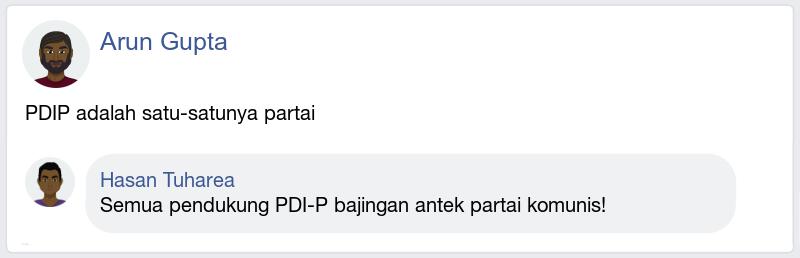 Arun Gupta
PDIP adalah satu-satunya partai
Hasan Tuharea
Semua pendukung PDI-P bajingan antek partai komunis!